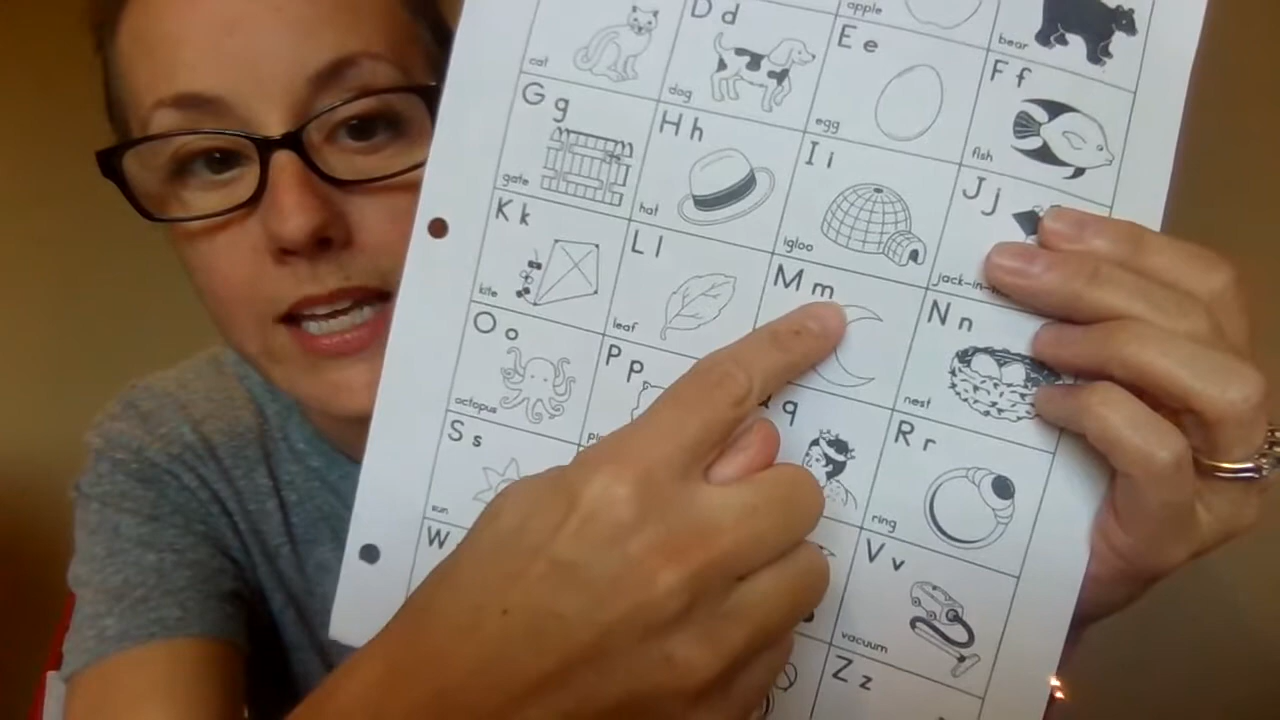 apple
bear
cat
D d
dog
E e
egg
F f
fish
G g
gate
H h
hat
I i
igloo
J j
jack-in-
K k
kite
L l
leaf
M m
N n
nest
O o
octopus
P p
q
R r
ring
S s
sun
W
V v
vacuum
Z z